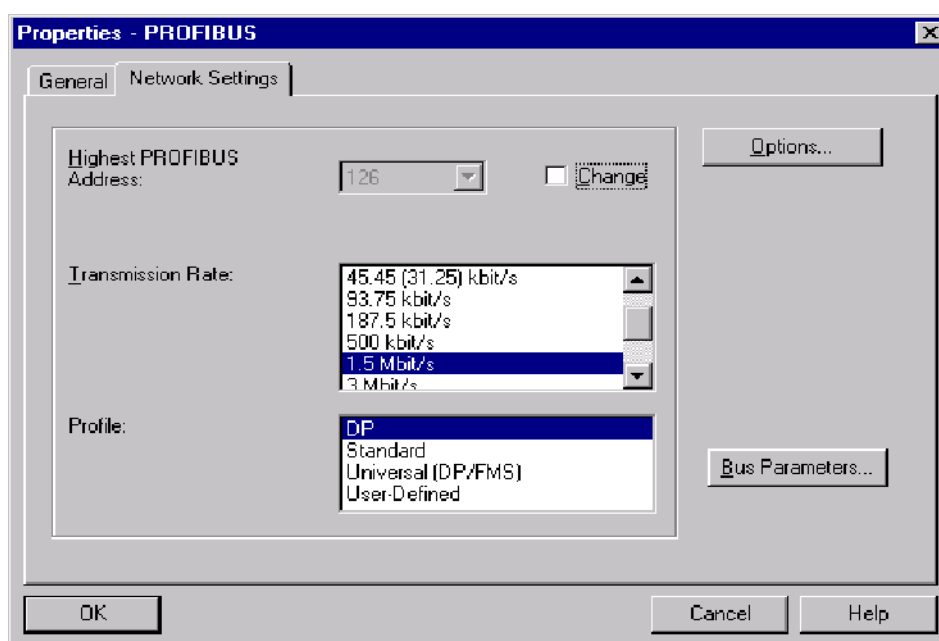 Properties - PROFIBUS
General
Network Settings
Highest PROFIBUS
Address:
126
Change
Options...
Transmission Rate:
45.45 (31.25) kbit/s
93.75 kbit/s
187.5 kbit/s
500 kbit/s
1.5 Mbit/s
3 Mbit/s
Profile:
DP
Standard
Universal (DP/FMS)
User-Defined
Bus Parameters...
OK
Cancel
Help